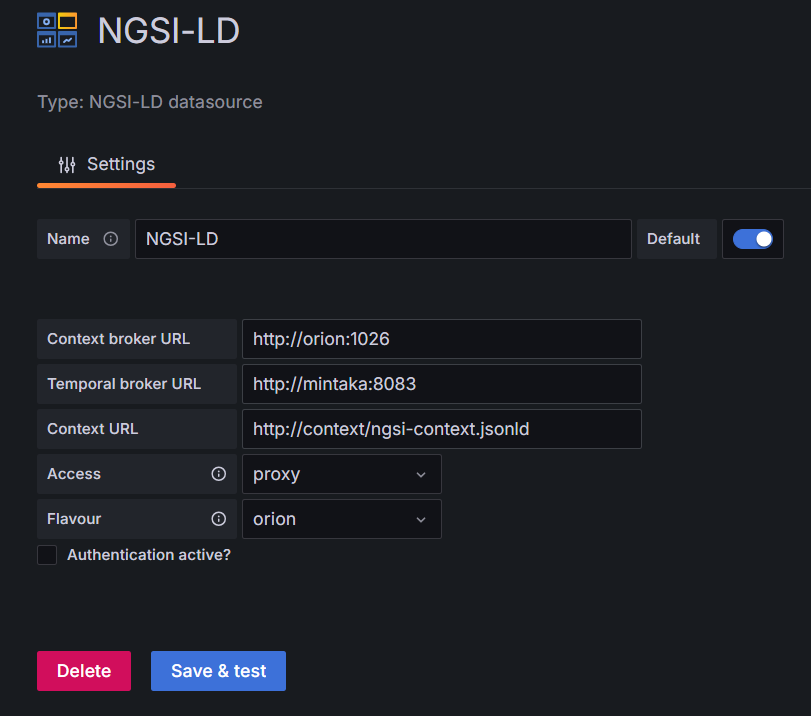 NGSI-LD
Type: NGSI-LD datasource
Settings
Name NGSI-LD Default
Context broker URL http://orion:1026
Temporal broker URL http://mintaka:8083
Context URL http://context/ngsi-context.jsonld
Access proxy
Flavour orion
Authentication active?
Delete Save & test